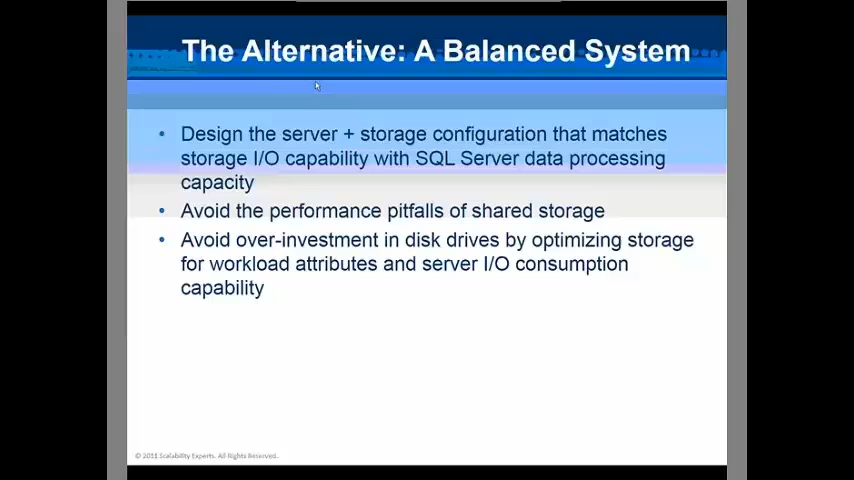 The Alternative: A Balanced System
• Design the server + storage configuration that matches
storage I/O capability with SQL Server data processing
capacity
• Avoid the performance pitfalls of shared storage
• Avoid over-investment in disk drives by optimizing storage
for workload attributes and server I/O consumption
capability
© 2011 Scalability Experts. All Rights Reserved.